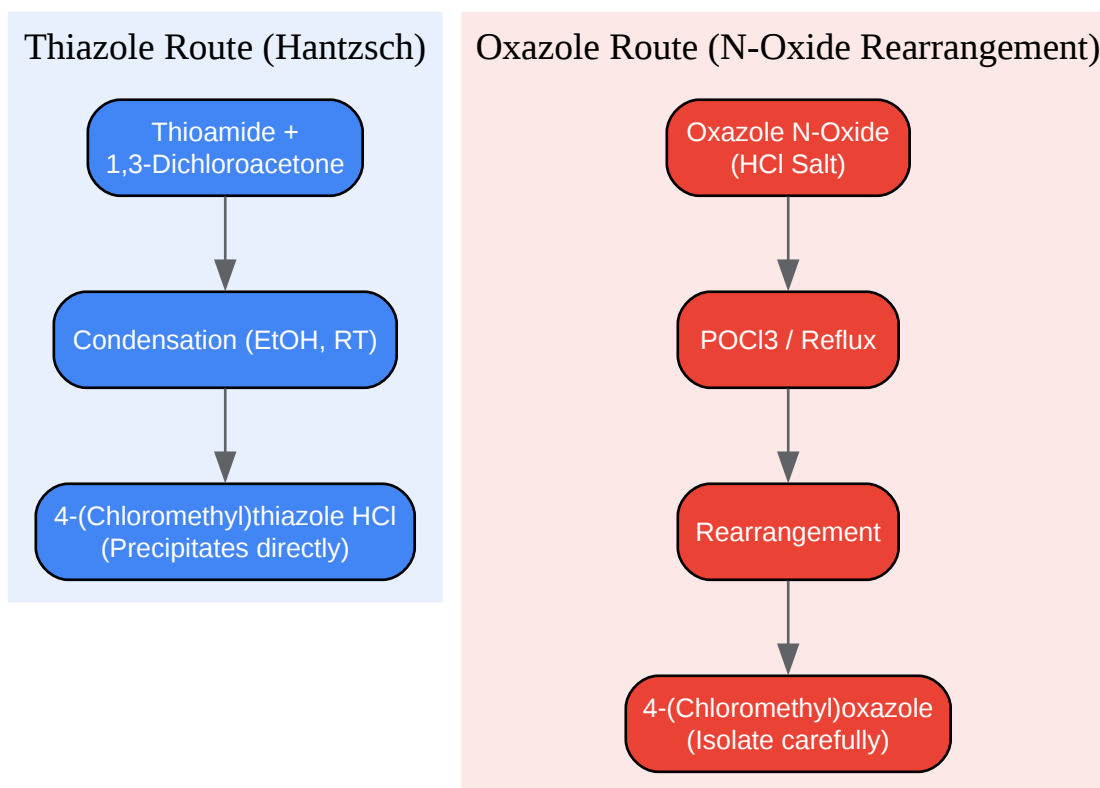 Thiazole Route (Hantzsch)
Thioamide +
1,3-Dichloroacetone
Condensation (EtOH, RT)
4-(Chloromethyl)thiazole HCl
(Precipitates directly)
Oxazole Route (N-Oxide Rearrangement)
Oxazole N-Oxide
(HCl Salt)
POCl3 / Reflux
Rearrangement
4-(Chloromethyl)oxazole
(Isolate carefully)